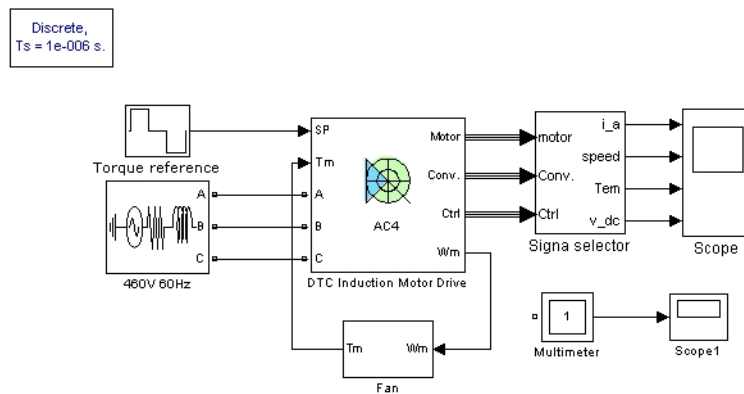 Discrete,
Ts = 1e-006 s.
Torque reference
SP
Tm
A
B
C
A
B
C
460V 60Hz
Motor
Conv.
Ctrl
Wm
AC4
DTC Induction Motor Drive
motor
Conv.
Ctrl
i_a
speed
Tem
v_dc
Signa selector
Scope
Tm
Wm
Fan
1
Multimeter
Scope1